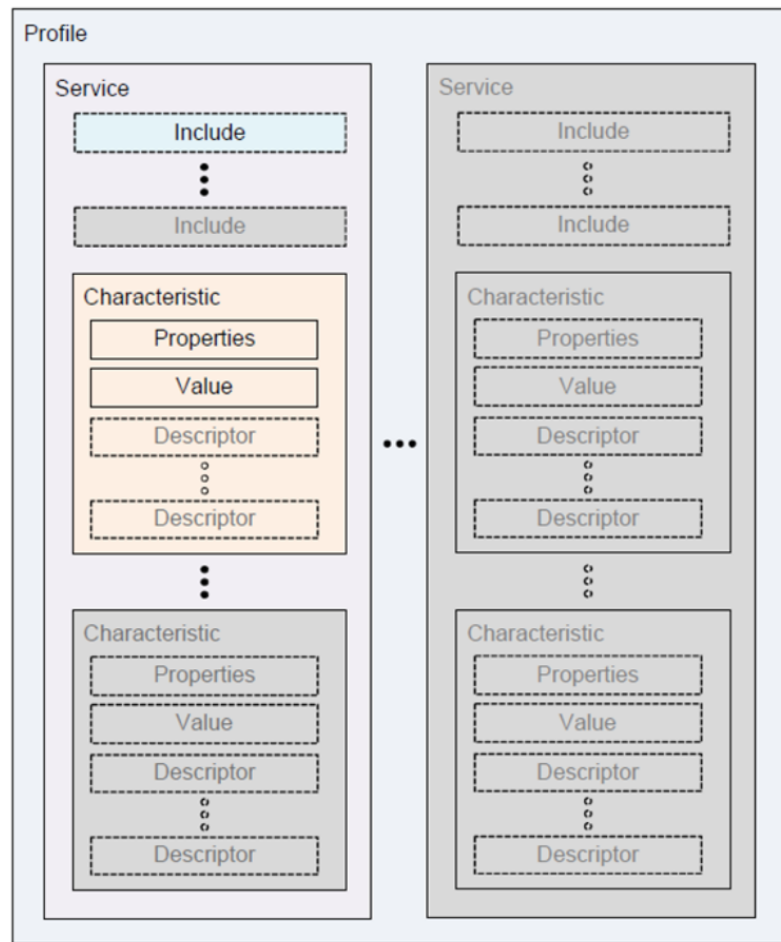 Profile
Service
Include
Include
Characteristic
Properties
Value
Descriptor
Descriptor
Characteristic
Properties
Value
Descriptor
Descriptor
Service
Include
Include
Characteristic
Properties
Value
Descriptor
Descriptor
Characteristic
Properties
Value
Descriptor
Descriptor